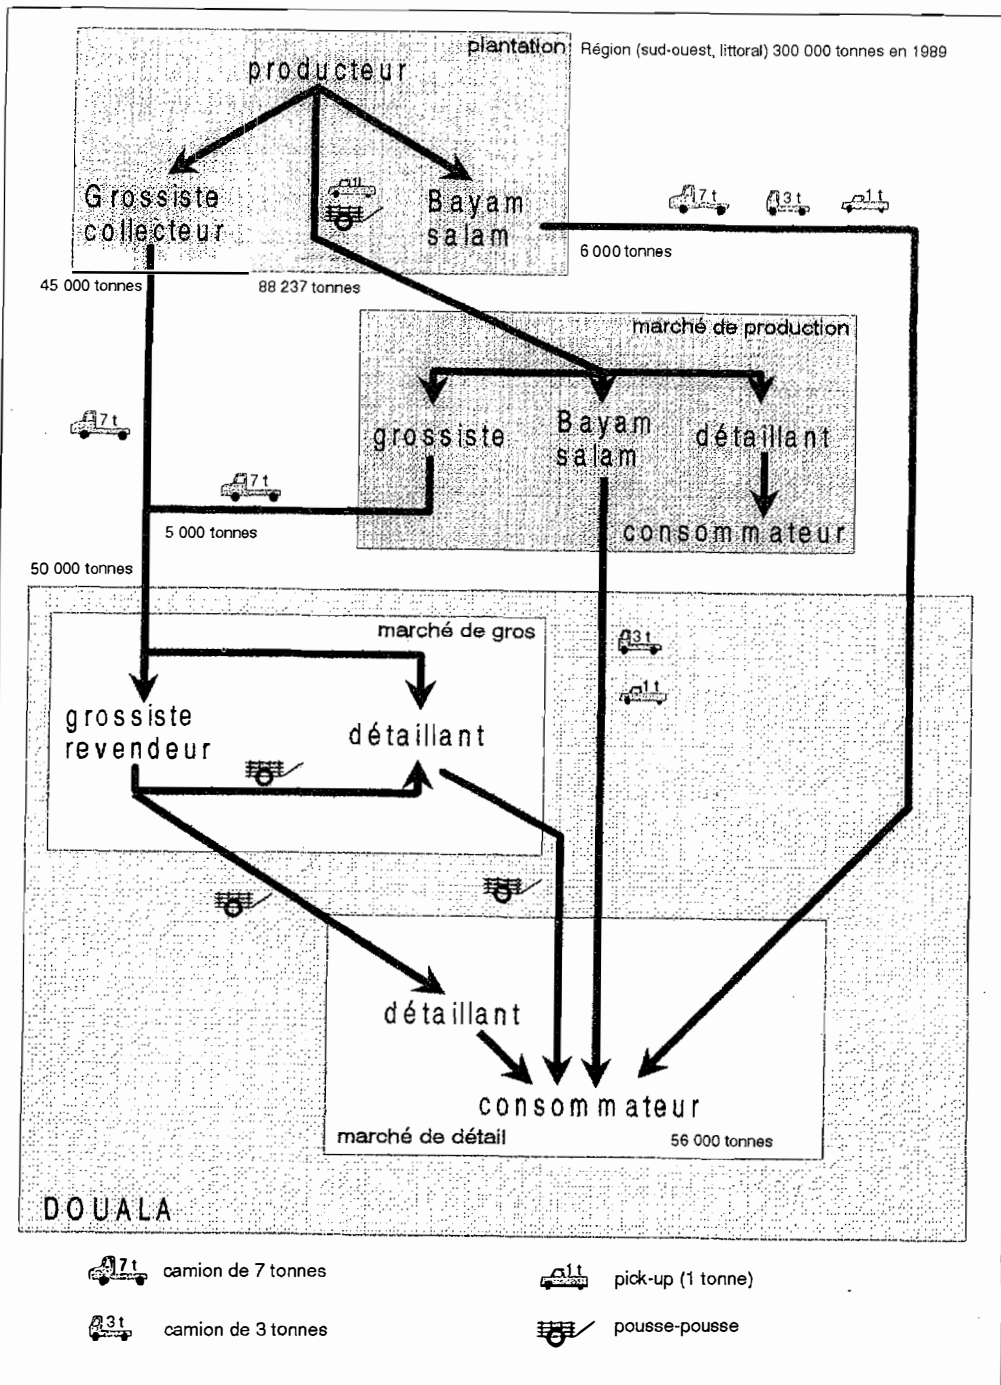 plantation
Région (sud-ouest, littoral) 300 000 tonnes en 1989
producteur
Grossiste
collecteur
1t
Bayam
salam
7 t
3 t
1 t
6 000 tonnes
45 000 tonnes
88 237 tonnes
marché de production
grossiste
Bayam
salam
détaillant
consommateur
7 t
7 t
5 000 tonnes
50 000 tonnes
marché de gros
3 t
1 t
grossiste
revendeur
détaillant
détaillant
consommateur
marché de détail
56 000 tonnes
DOUALA
7 t
camion de 7 tonnes
1t
pick-up (1 tonne)
3 t
camion de 3 tonnes
pousse-pousse